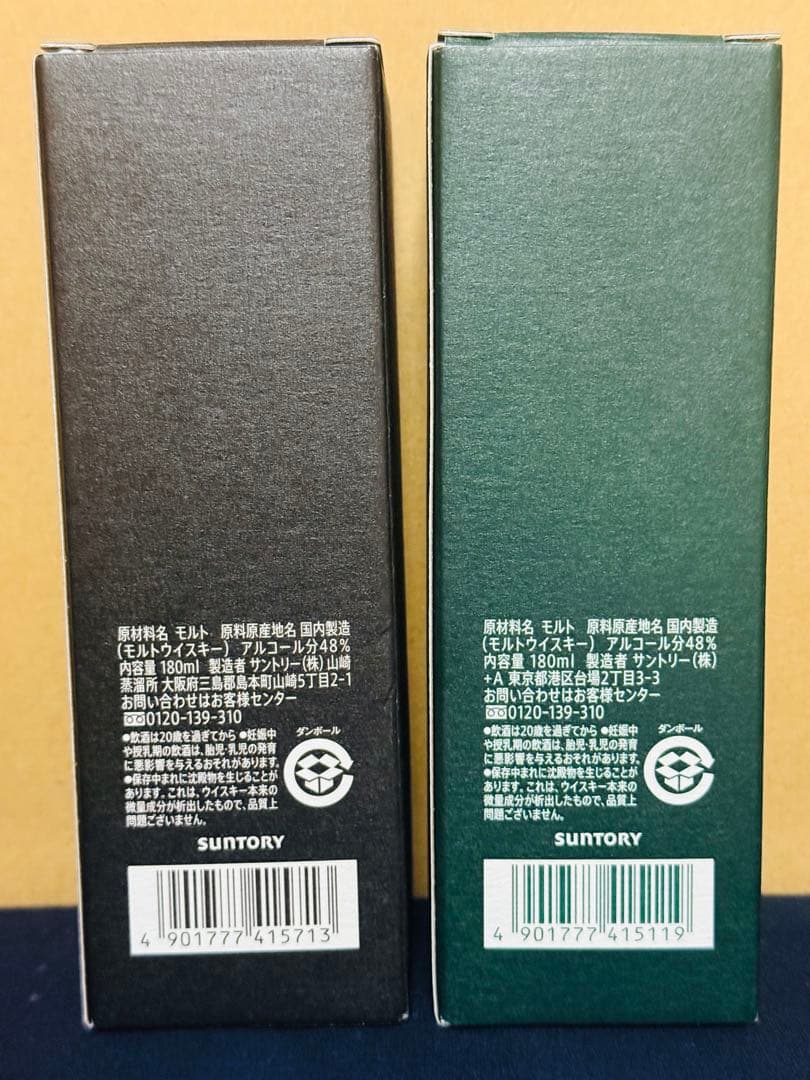 原材料名 モルト 原料原産地名 国内製造
(モルトウイスキー) アルコール分48%
内容量 180ml 製造者 サントリー(株) 山崎
蒸溜所 大阪府三島郡島本町山崎5丁目2-1
お問い合わせはお客様センター
0120-139-310
●飲酒は20歳を過ぎてから ●妊娠中
や授乳期の飲酒は、胎児・乳児の発育
に悪影響を与えるおそれがあります。
●保存中まれに沈殿物を生じることが
あります。これは、ウイスキー本来の
微量成分が析出したもので、品質上
問題ございません。
ダンボール
SUNTORY
4 901777 415713
原材料名 モルト 原料原産地名 国内製造
(モルトウイスキー) アルコール分48%
内容量 180ml 製造者 サントリー(株)
+A 東京都港区台場2丁目3-3
お問い合わせはお客様センター
0120-139-310
●飲酒は20歳を過ぎてから ●妊娠中
や授乳期の飲酒は、胎児・乳児の発育
に悪影響を与えるおそれがあります。
●保存中まれに沈殿物を生じることが
あります。これは、ウイスキー本来の
微量成分が析出したもので、品質上
問題ございません。
ダンボール
SUNTORY
4 901777 415119